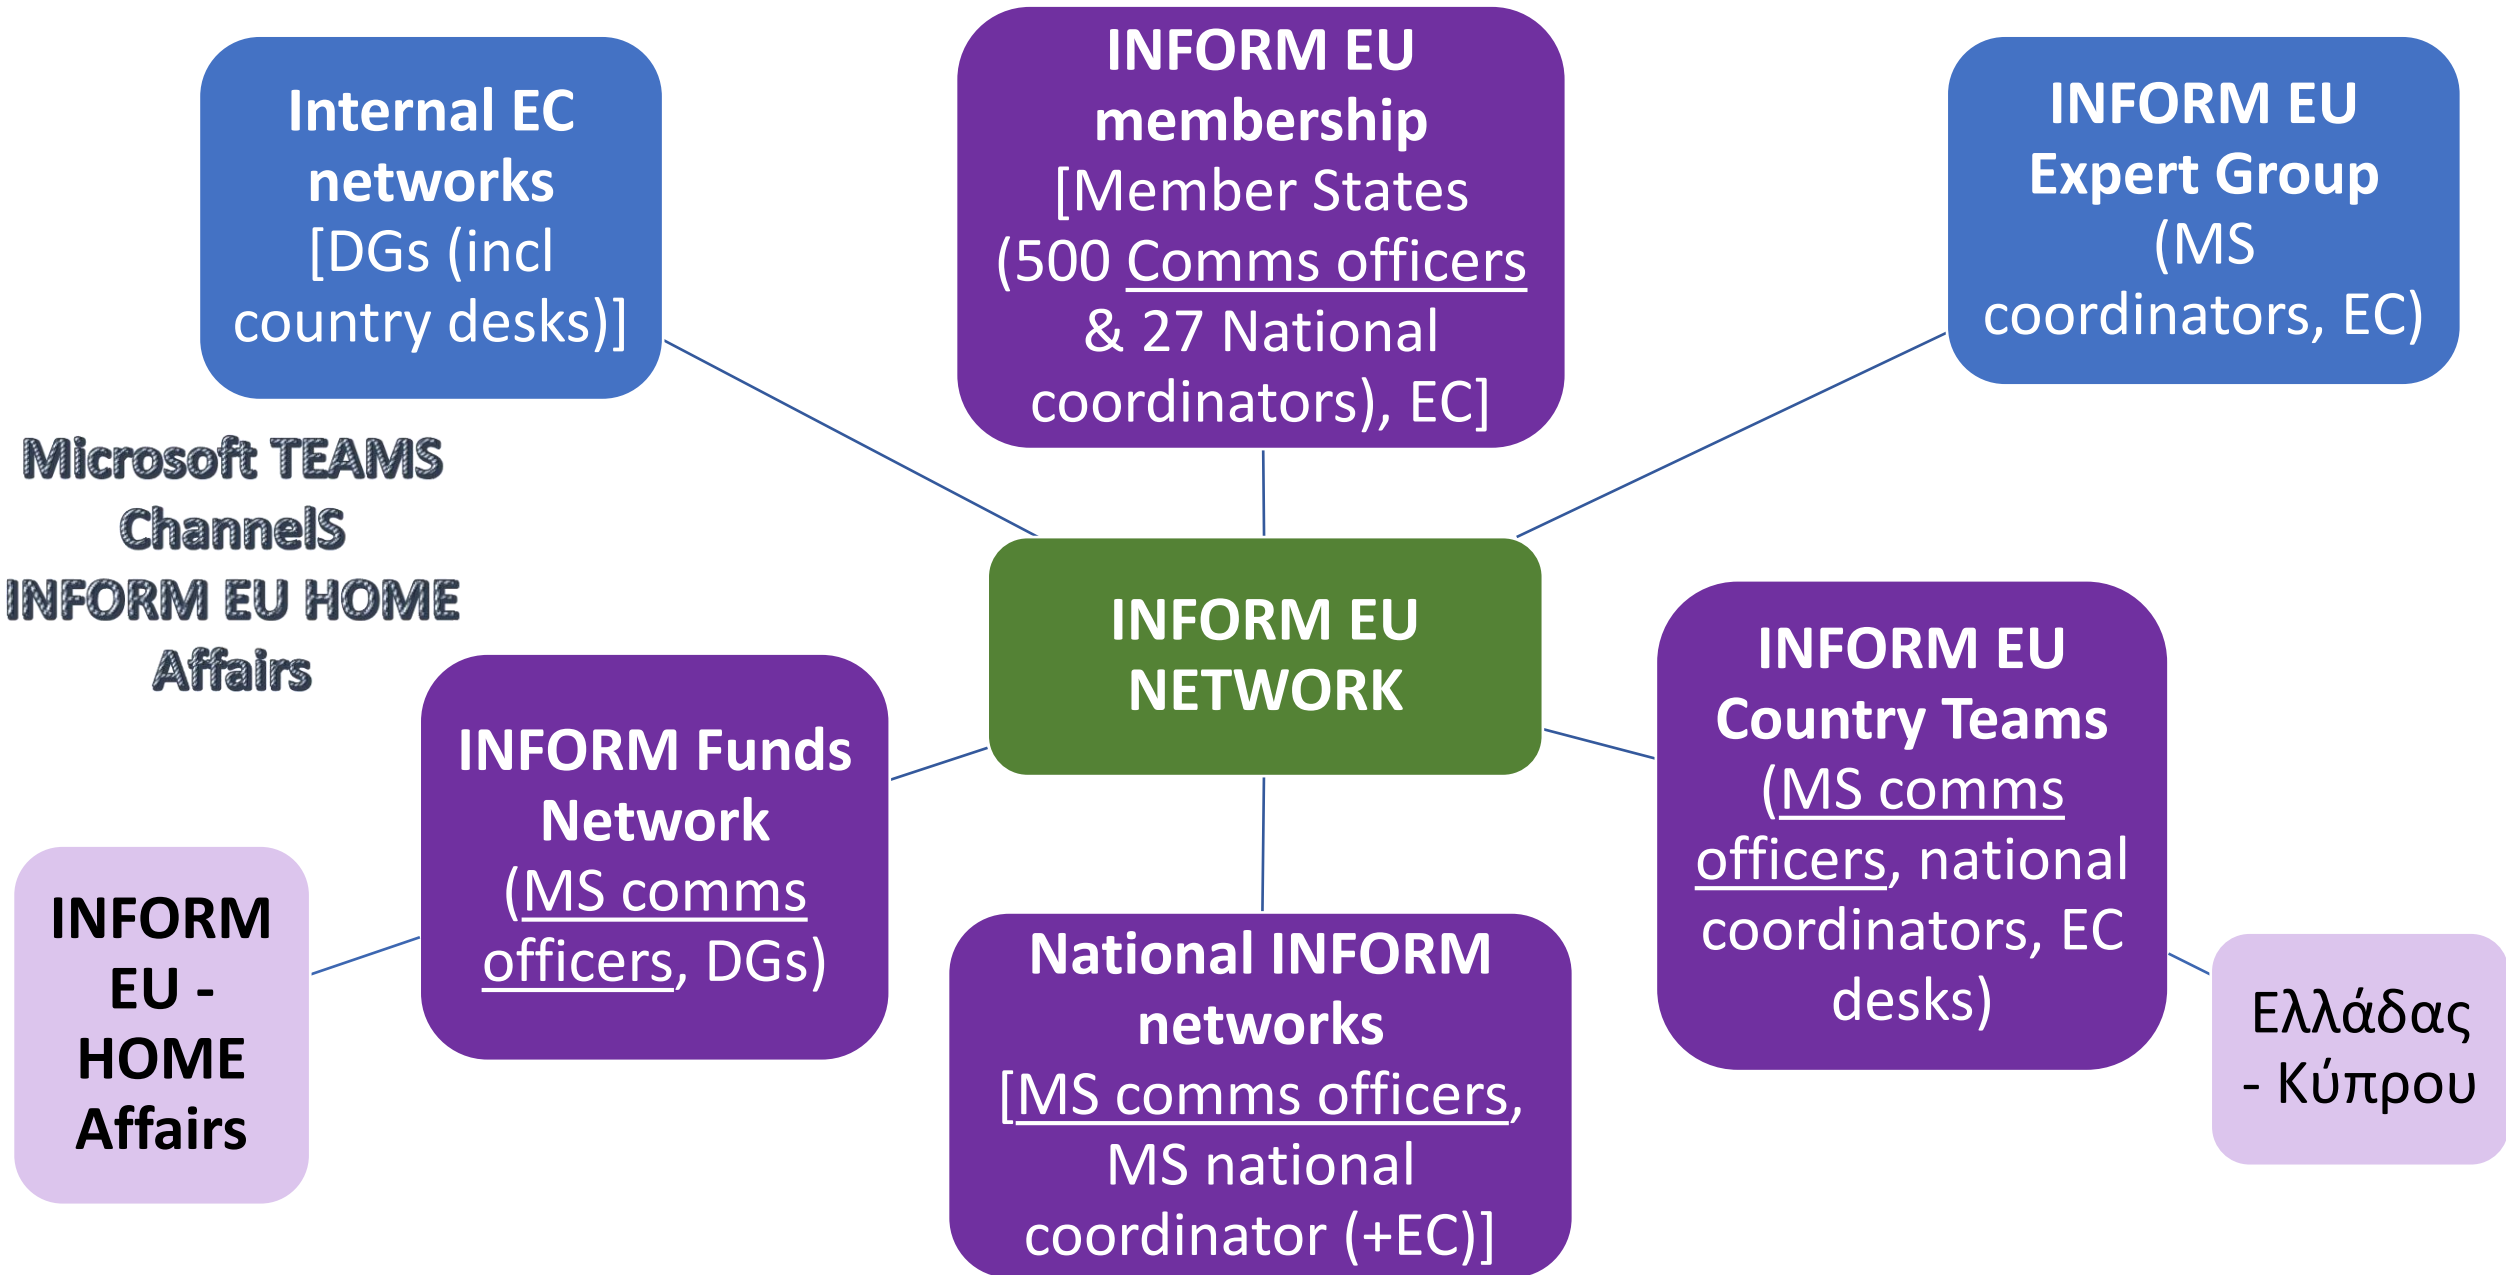 Internal EC
networks
[DGs (incl
country desks)]
INFORM EU
membership
[Member States
(500 Comms officers
& 27 National
coordinators), EC]
INFORM EU
Expert Group
(MS
coordinators, EC)
Microsoft TEAMS
ChannelS
INFORM EU HOME
Affairs
INFORM EU
NETWORK
INFORM Funds
Network
(MS comms
officers, DGs)
INFORM EU
Country Teams
(MS comms
officers, national
coordinators, EC
desks)
INFORM
EU -
HOME
Affairs
National INFORM
networks
[MS comms officers,
MS national
coordinator (+EC)]
Ελλάδας
- Κύπρου